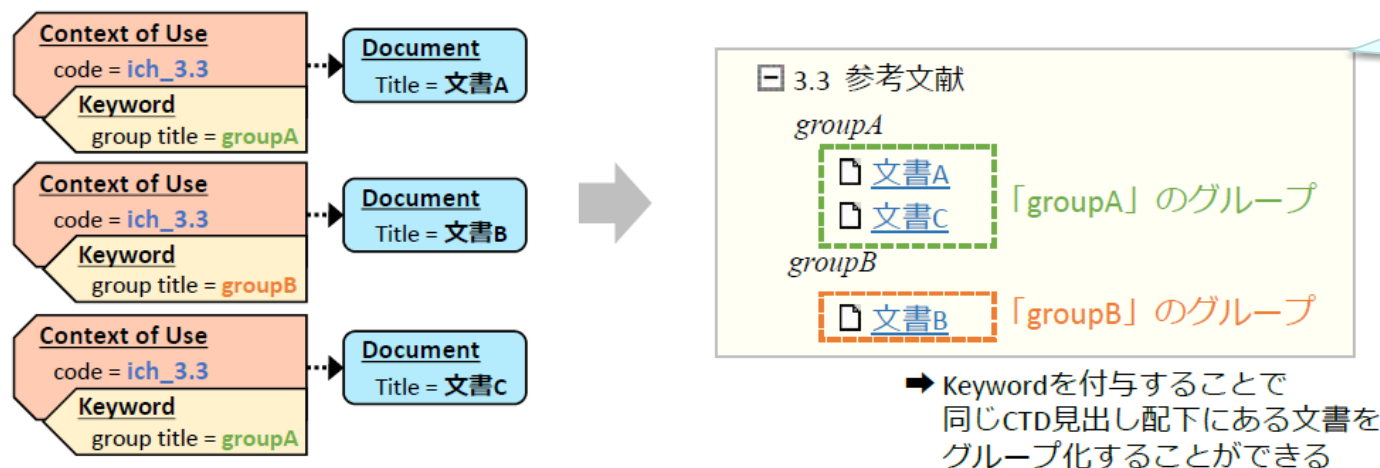 Context of Use
code = ich_3.3
Keyword
group title = groupA
Document
Title = 文書A
Context of Use
code = ich_3.3
Keyword
group title = groupB
Document
Title = 文書B
Context of Use
code = ich_3.3
Keyword
group title = groupA
Document
Title = 文書C
3.3 参考文献
groupA
文書A
文書C
「groupA」のグループ
groupB
文書B
「groupB」のグループ
➡ Keywordを付与することで
同じCTD見出し配下にある文書を
グループ化することができる